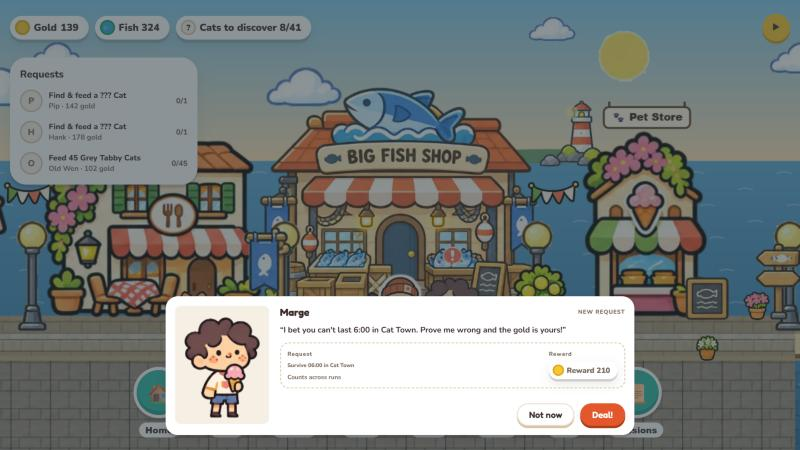 Gold 139
Fish 324
? Cats to discover 8/41
Requests
P Find & feed a ??? Cat 0/1
Pip · 142 gold
H Find & feed a ??? Cat 0/1
Hank · 178 gold
O Feed 45 Grey Tabby Cats 0/45
Old Wen · 102 gold
Pet Store
BIG FISH SHOP
Marge
NEW REQUEST
“I bet you can't last 6:00 in Cat Town. Prove me wrong and the gold is yours!”
Request
Survive 06:00 in Cat Town
Counts across runs
Reward
Reward 210
Not now
Deal!